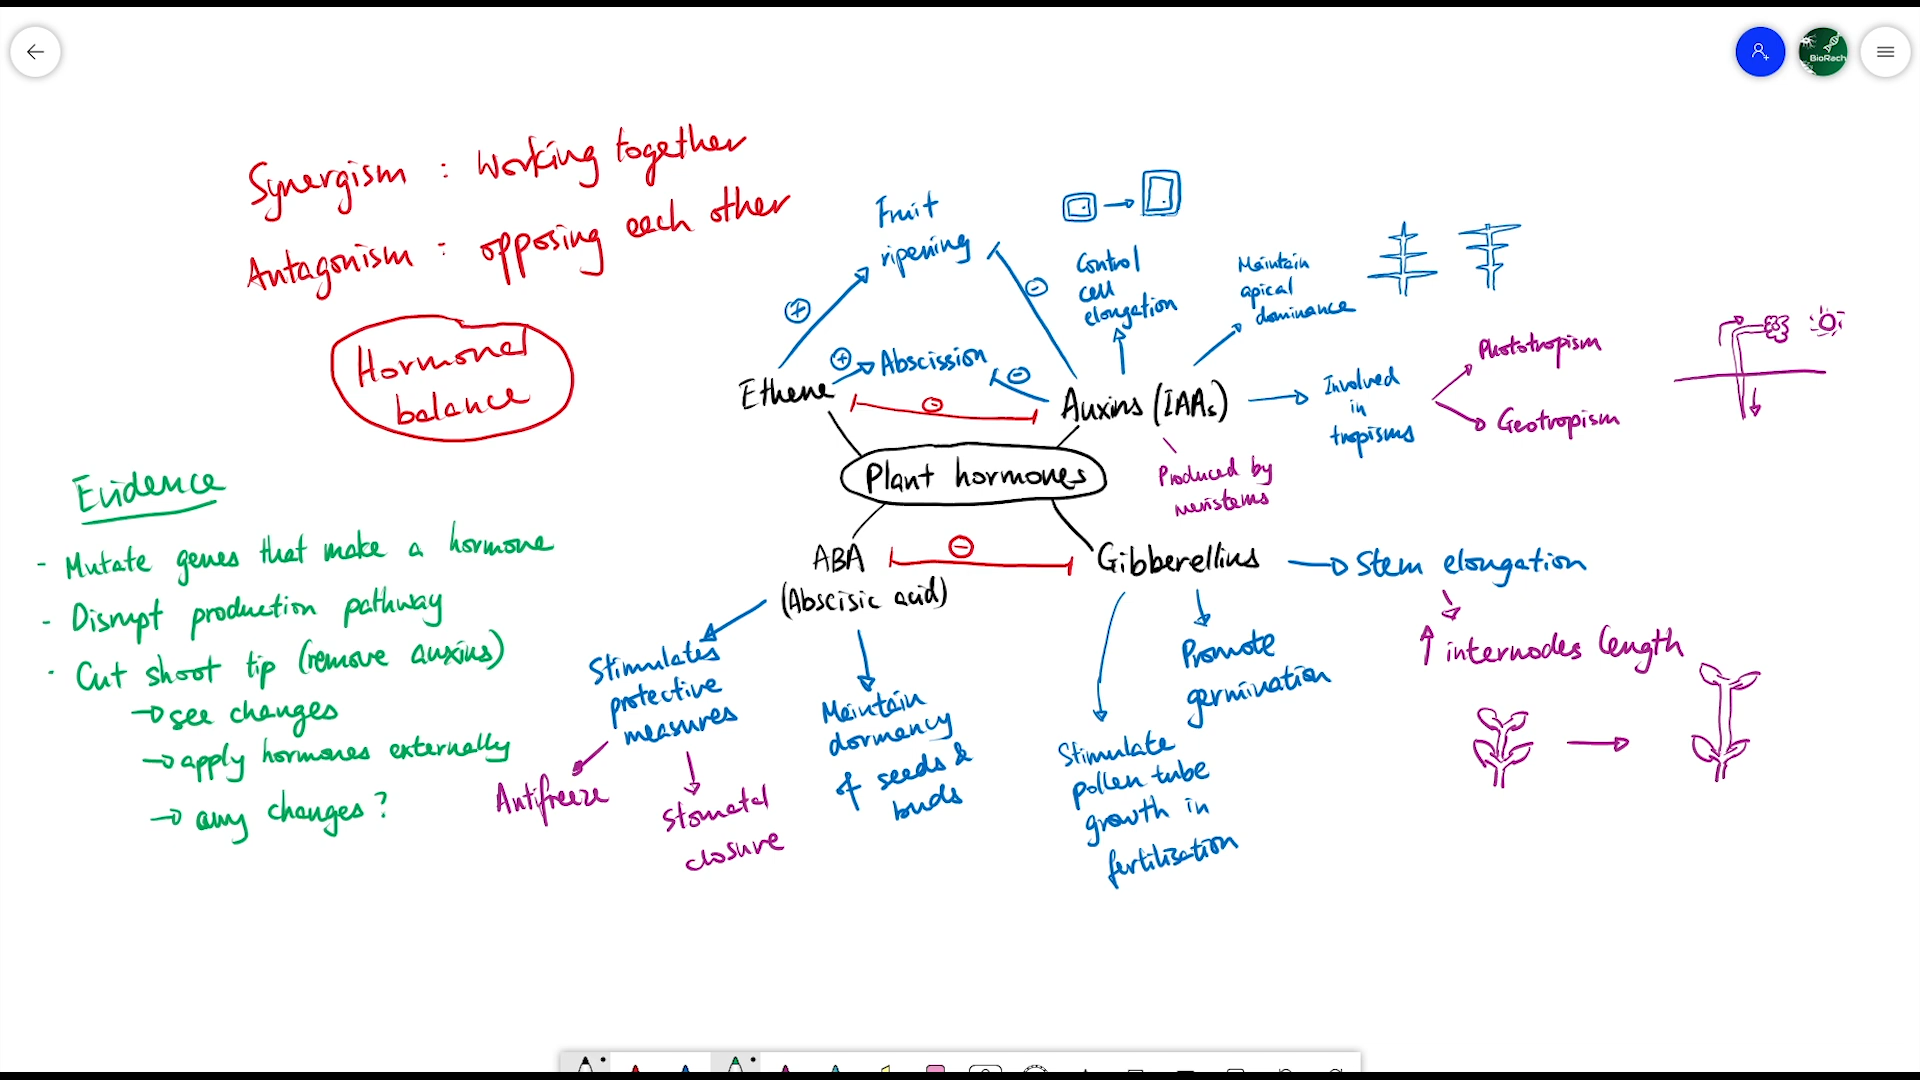 BioRach
Synergism : Working together
Antagonism : opposing each other
Hormonal
balance
Evidence
- Mutate genes that make a hormone
- Disrupt production pathway
- Cut shoot tip (remove auxins)
→ see changes
→ apply hormones externally
→ any changes?
Fruit
ripening
+
-
Control
cell
elongation
Maintain
apical
dominance
+
Abscission
-
Ethene
-
Auxins (IAAs)
Involved
in
tropisms
Phototropism
Geotropism
Produced by
meristems
Plant hormones
ABA
(Abscisic acid)
-
Gibberellins
Stem elongation
↑ internodes length
Stimulates
protective
measures
Antifreeze
Stomatal
closure
Maintain
dormancy
of seeds &
buds
Promote
germination
Stimulate
pollen tube
growth in
fertilisation